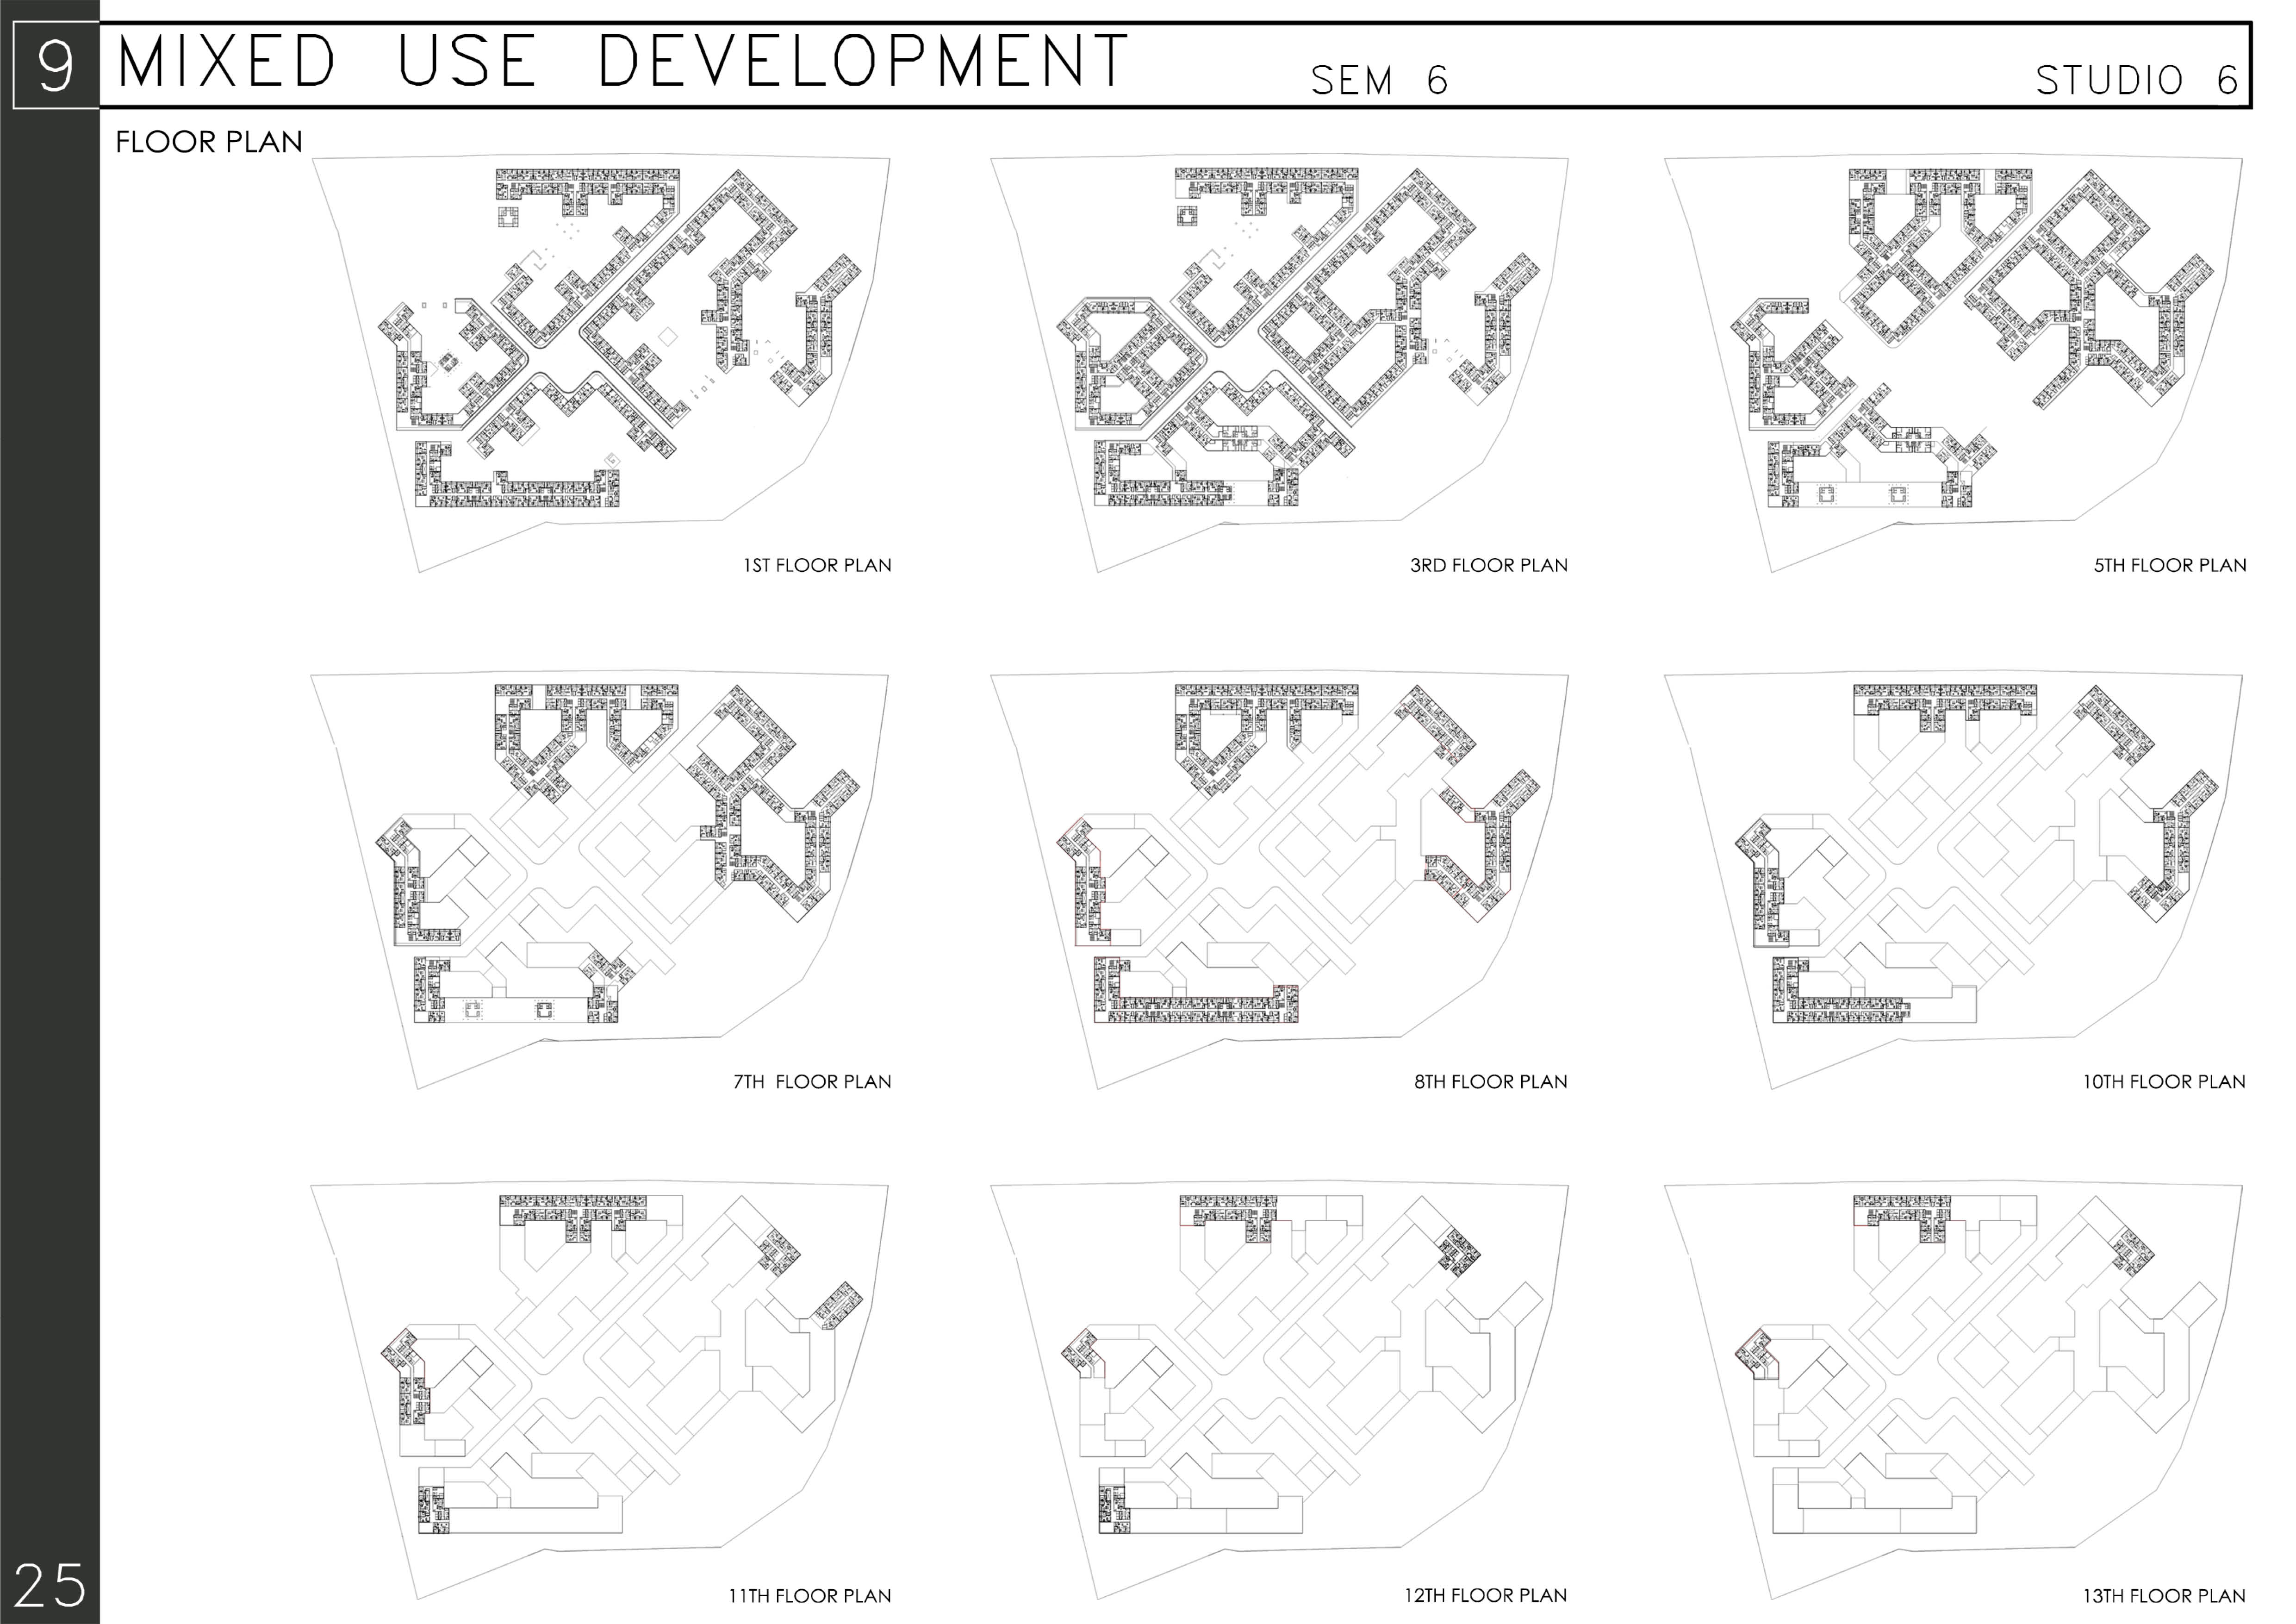 9 MIXED USE DEVELOPMENT SEM 6 STUDIO 6
FLOOR PLAN
1ST FLOOR PLAN
3RD FLOOR PLAN
5TH FLOOR PLAN
7TH FLOOR PLAN
8TH FLOOR PLAN
10TH FLOOR PLAN
11TH FLOOR PLAN
12TH FLOOR PLAN
13TH FLOOR PLAN
25